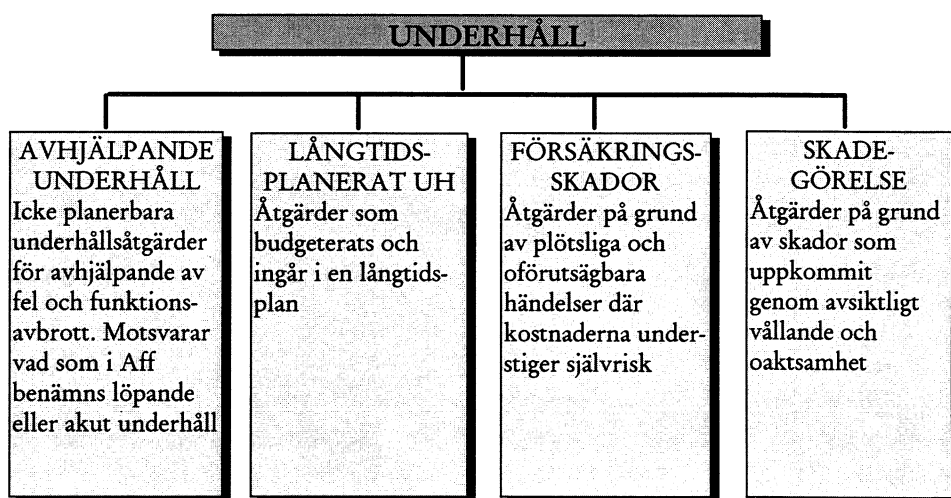 UNDERHÅLL
AVHJÄLPANDE
UNDERHÅLL
Icke planerbara
underhållsåtgärder
för avhjälpande av
fel och funktions-
avbrott. Motsvarar
vad som i Aff
benämns löpande
eller akut underhåll
LÅNGTIDS-
PLANERAT UH
Åtgärder som
budgeterats och
ingår i en långtids-
plan
FÖRSÄKRINGS-
SKADOR
Åtgärder på grund
av plötsliga och
oförutsägbara
händelser där
kostnaderna under-
stiger självrisk
SKADE-
GÖRELSE
Åtgärder på grund
av skador som
uppkommit
genom avsiktligt
vållande och
oaktsamhet